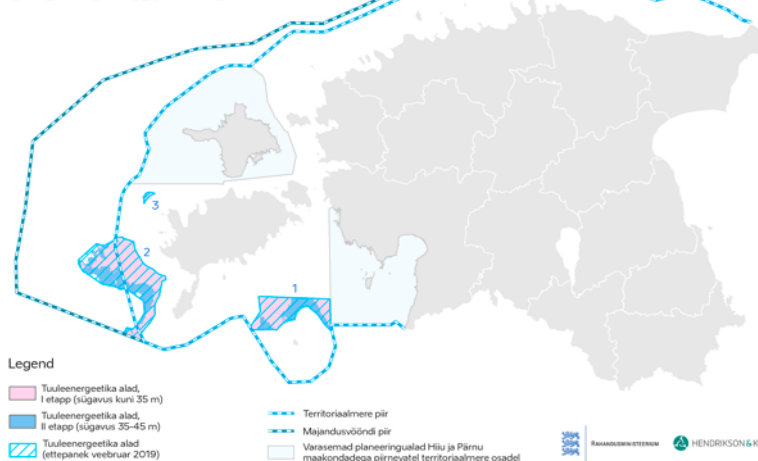 3
2
1
Legend
Tuuleenergeetika alad,
I etapp (sügavus kuni 35 m)
Tuuleenergeetika alad,
II etapp (sügavus 35-45 m)
Tuuleenergeetika alad
(ettepanek veebruar 2019)
Territoriaalmere piir
Majandusvööndi piir
Varasemad planeeringualad Hiiu ja Pärnu
maakondadega piirnevatel territoriaalmere osadel
RAHANDUSMINISTEERIUM
HENDRIKSON & K